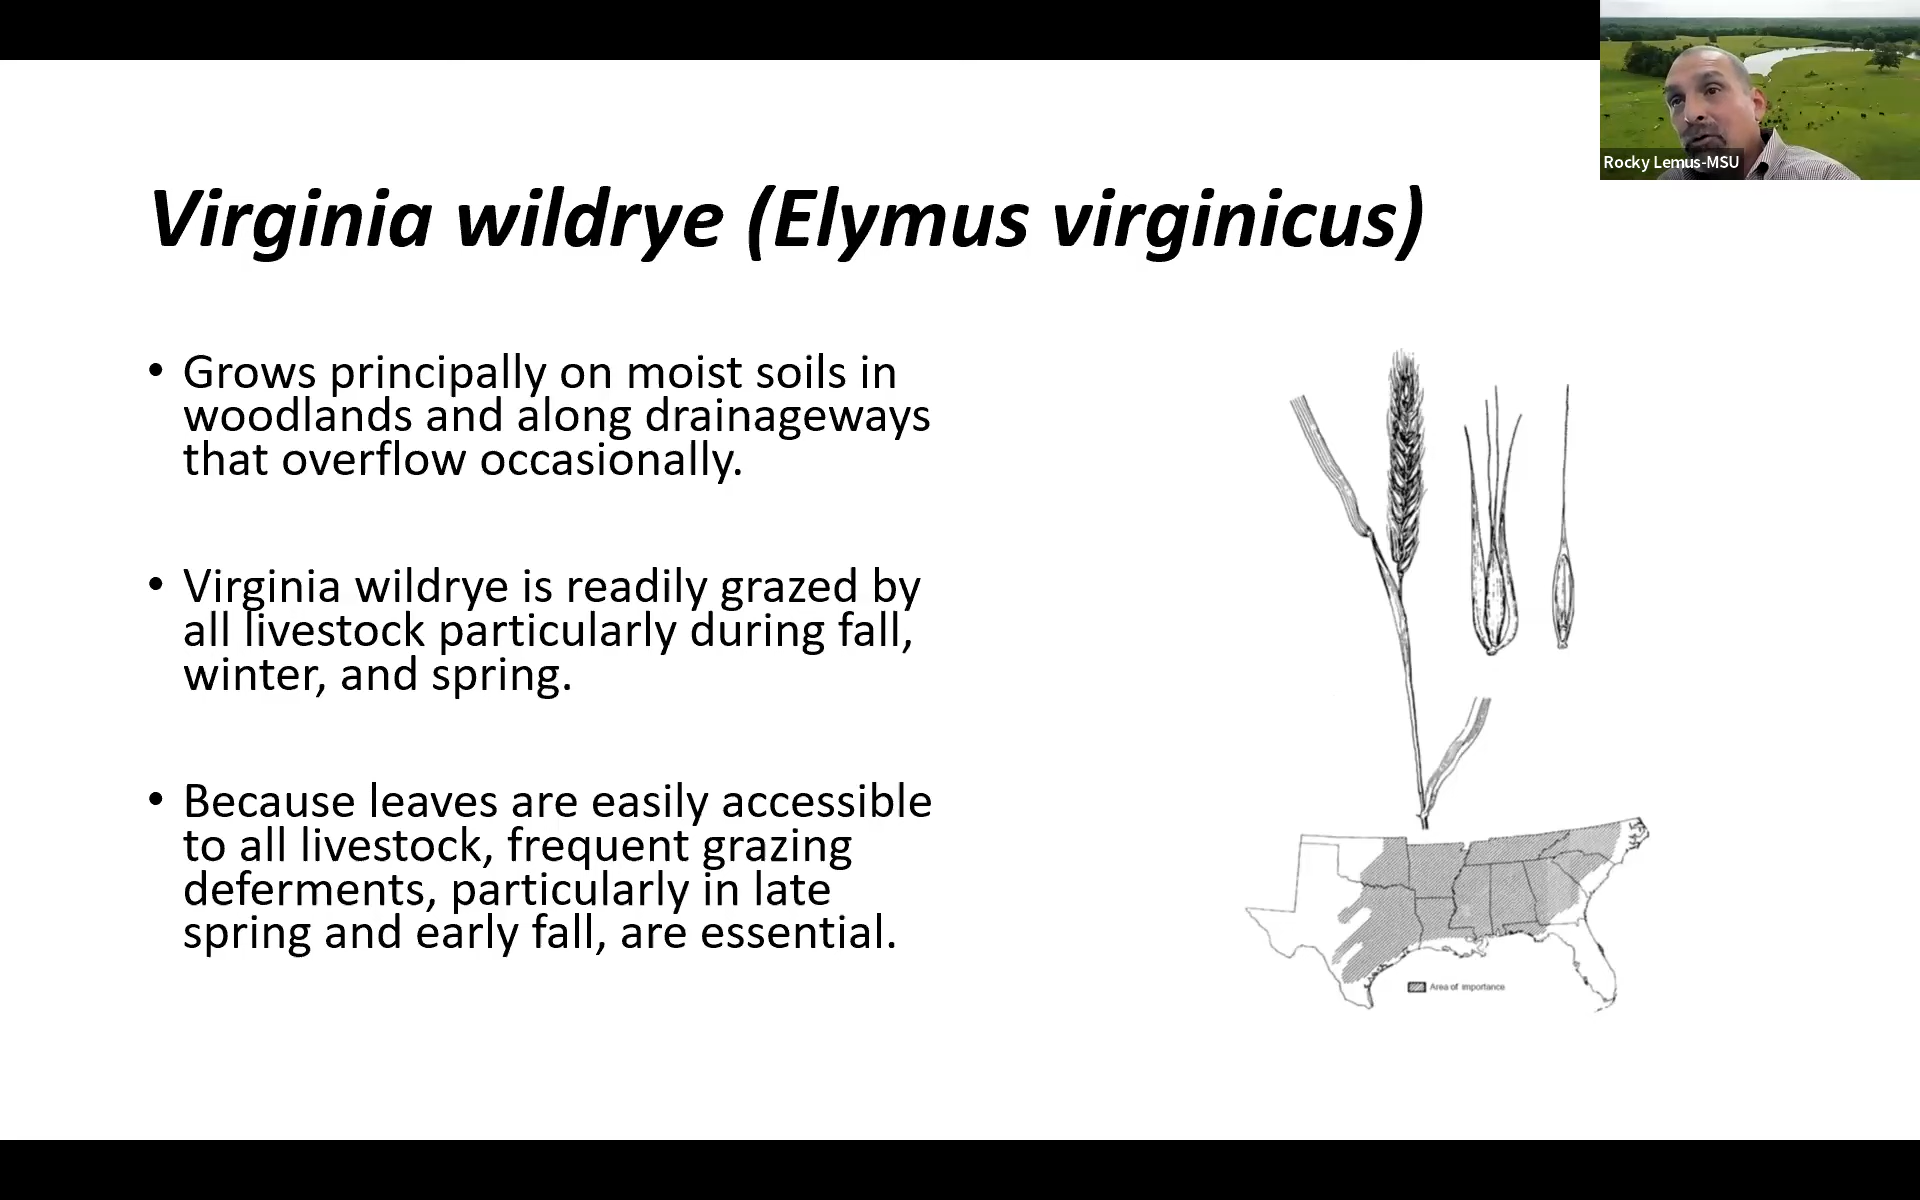 Rocky Lemus-MSU
Virginia wildrye (Elymus virginicus)
• Grows principally on moist soils in
woodlands and along drainageways
that overflow occasionally.
• Virginia wildrye is readily grazed by
all livestock particularly during fall,
winter, and spring.
• Because leaves are easily accessible
to all livestock, frequent grazing
deferments, particularly in late
spring and early fall, are essential.
Area of importance